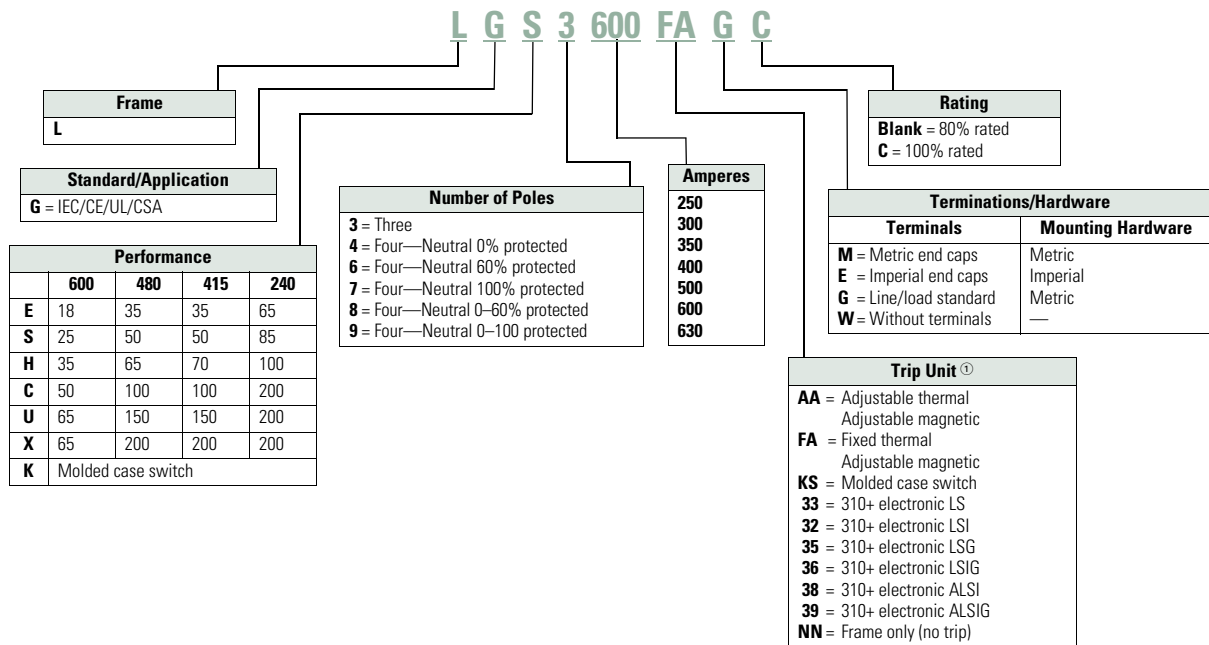 L G S 3 600 FA G C
Frame
L
Standard/Application
G = IEC/CE/UL/CSA
Performance
600 480 415 240
E 18 35 35 65
S 25 50 50 85
H 35 65 70 100
C 50 100 100 200
U 65 150 150 200
X 65 200 200 200
K Molded case switch
Number of Poles
3 = Three
4 = Four—Neutral 0% protected
6 = Four—Neutral 60% protected
7 = Four—Neutral 100% protected
8 = Four—Neutral 0–60% protected
9 = Four—Neutral 0–100 protected
Amperes
250
300
350
400
500
600
630
Rating
Blank = 80% rated
C = 100% rated
Terminations/Hardware
Terminals Mounting Hardware
M = Metric end caps Metric
E = Imperial end caps Imperial
G = Line/load standard Metric
W = Without terminals —
Trip Unit ①
AA = Adjustable thermal
Adjustable magnetic
FA = Fixed thermal
Adjustable magnetic
KS = Molded case switch
33 = 310+ electronic LS
32 = 310+ electronic LSI
35 = 310+ electronic LSG
36 = 310+ electronic LSIG
38 = 310+ electronic ALSI
39 = 310+ electronic ALSIG
NN = Frame only (no trip)